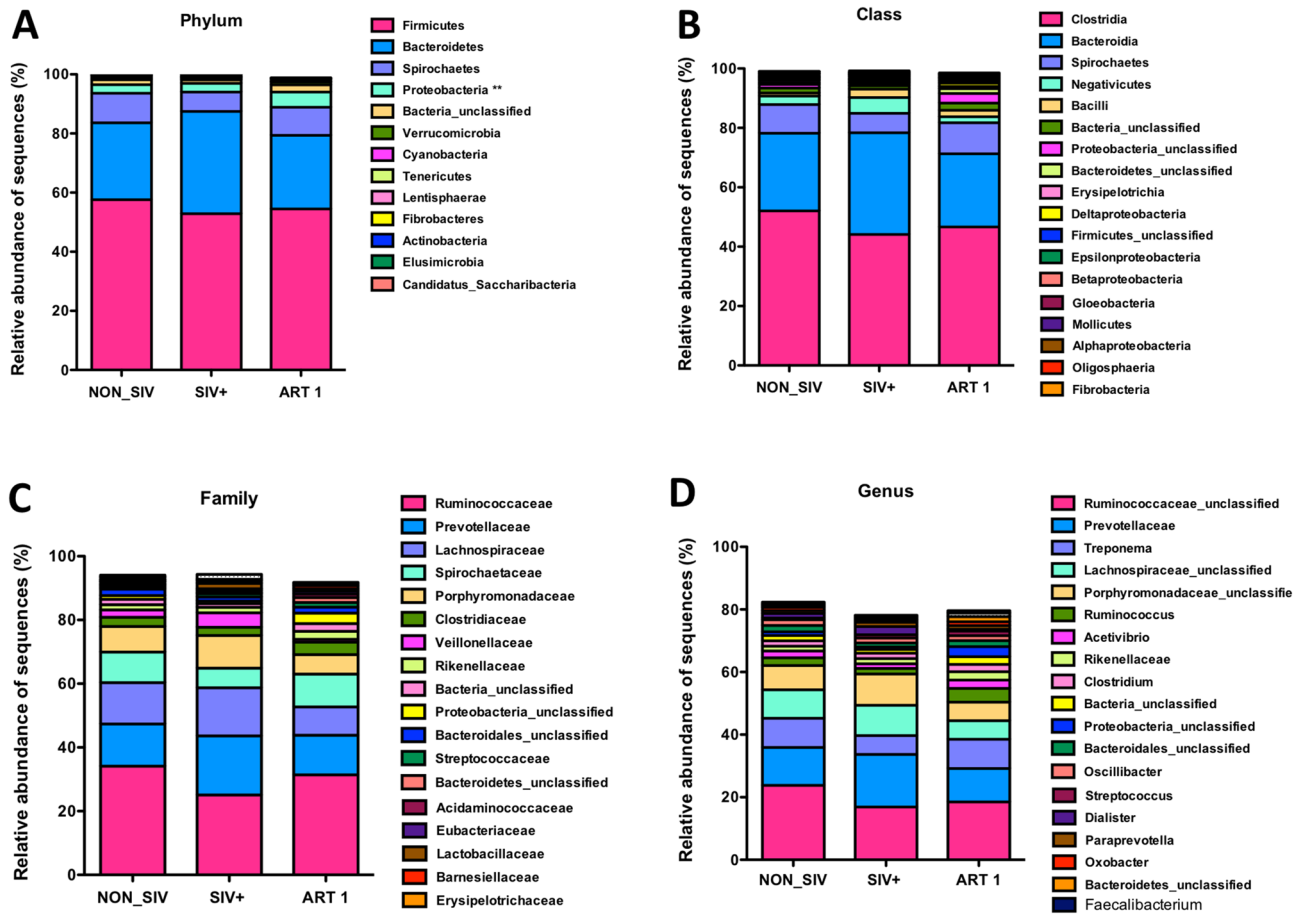 A
Phylum
Relative abundance of sequences (%)
100
80
60
40
20
0
NON_SIV
SIV+
ART 1
Firmicutes
Bacteroidetes
Spirochaetes
Proteobacteria **
Bacteria_unclassified
Verrucomicrobia
Cyanobacteria
Tenericutes
Lentisphaerae
Fibrobacteres
Actinobacteria
Elusimicrobia
Candidatus_Saccharibacteria
B
Class
Relative abundance of sequences (%)
100
80
60
40
20
0
NON_SIV
SIV+
ART 1
Clostridia
Bacteroidia
Spirochaetes
Negativicutes
Bacilli
Bacteria_unclassified
Proteobacteria_unclassified
Bacteroidetes_unclassified
Erysipelotrichia
Deltaproteobacteria
Firmicutes_unclassified
Epsilonproteobacteria
Betaproteobacteria
Gloeobacteria
Mollicutes
Alphaproteobacteria
Oligosphaeria
Fibrobacteria
C
Family
Relative abundance of sequences (%)
100
80
60
40
20
0
NON_SIV
SIV+
ART 1
Ruminococcaceae
Prevotellaceae
Lachnospiraceae
Spirochaetaceae
Porphyromonadaceae
Clostridiaceae
Veillonellaceae
Rikenellaceae
Bacteria_unclassified
Proteobacteria_unclassified
Bacteroidales_unclassified
Streptococcaceae
Bacteroidetes_unclassified
Acidaminococcaceae
Eubacteriaceae
Lactobacillaceae
Barnesiellaceae
Erysipelotrichaceae
D
Genus
Relative abundance of sequences (%)
100
80
60
40
20
0
NON_SIV
SIV+
ART 1
Ruminococcaceae_unclassified
Prevotellaceae
Treponema
Lachnospiraceae_unclassified
Porphyromonadaceae_unclassifie
Ruminococcus
Acetivibrio
Rikenellaceae
Clostridium
Bacteria_unclassified
Proteobacteria_unclassified
Bacteroidales_unclassified
Oscillibacter
Streptococcus
Dialister
Paraprevotella
Oxobacter
Bacteroidetes_unclassified
Faecalibacterium